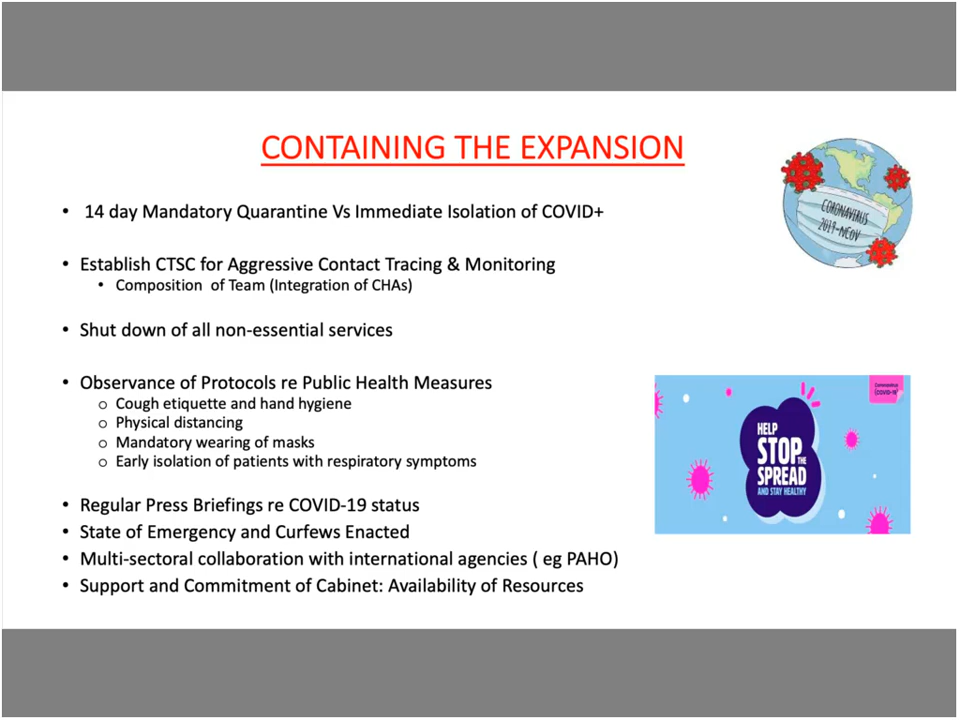 CONTAINING THE EXPANSION
CORONAVIRUS
2019-NCOV
• 14 day Mandatory Quarantine Vs Immediate Isolation of COVID+
• Establish CTSC for Aggressive Contact Tracing & Monitoring
• Composition of Team (Integration of CHAs)
• Shut down of all non-essential services
• Observance of Protocols re Public Health Measures
o Cough etiquette and hand hygiene
o Physical distancing
o Mandatory wearing of masks
o Early isolation of patients with respiratory symptoms
Coronavirus
(COVID-19)
HELP
STOP THE
SPREAD
AND STAY HEALTHY
• Regular Press Briefings re COVID-19 status
• State of Emergency and Curfews Enacted
• Multi-sectoral collaboration with international agencies ( eg PAHO)
• Support and Commitment of Cabinet: Availability of Resources